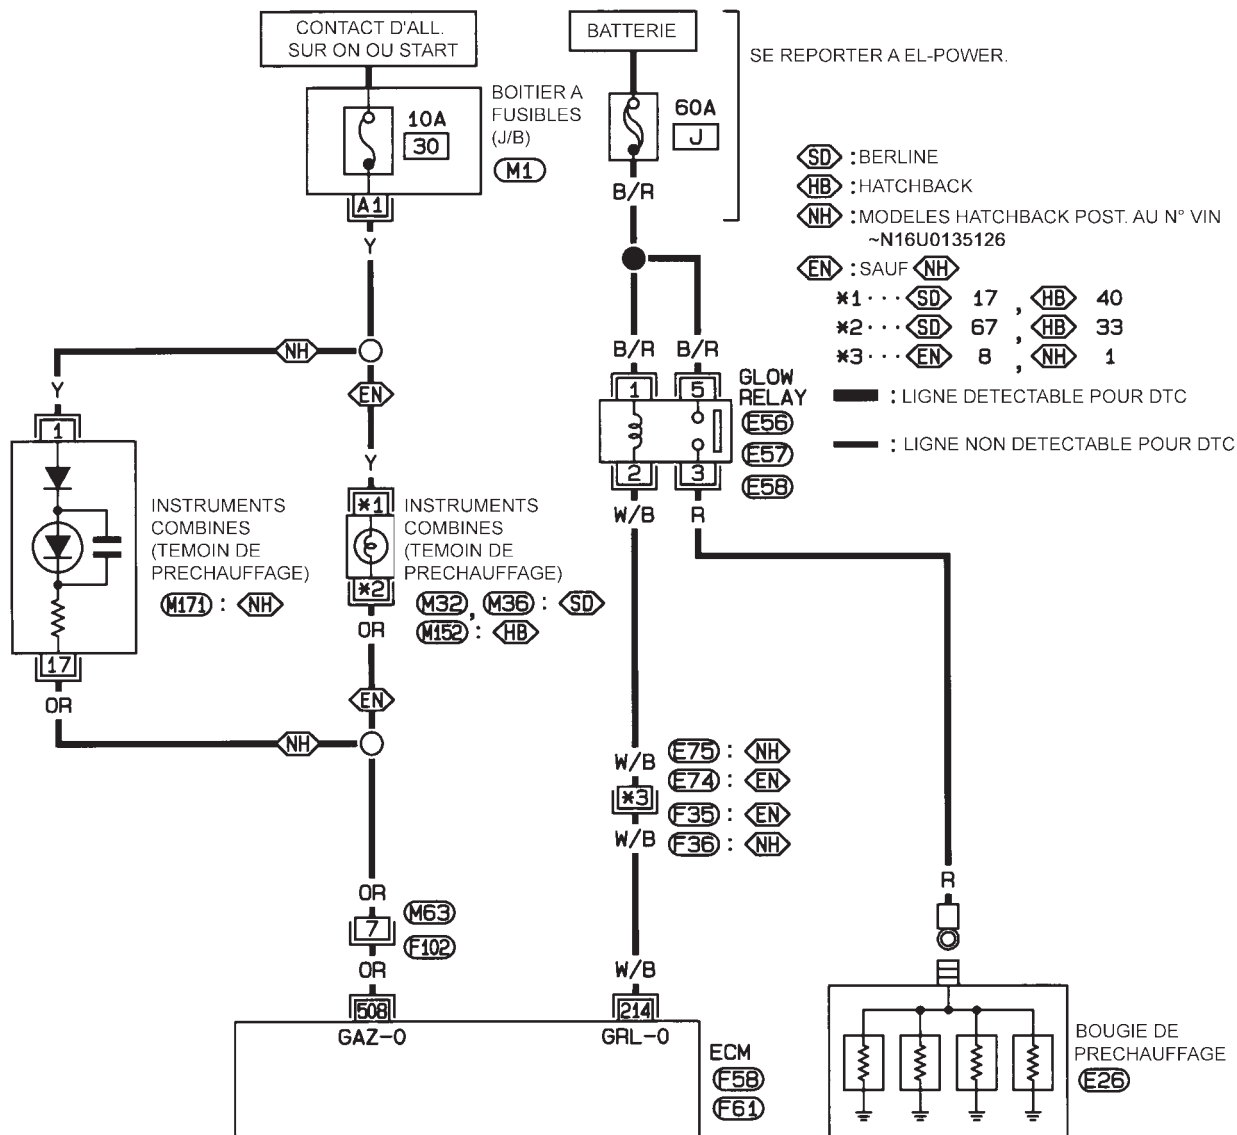 CONTACT D'ALL.
SUR ON OU START
BATTERIE
SE REPORTER A EL-POWER.
BOITIER A
FUSIBLES
(J/B)
M1
10A
30
60A
J
A1
Y
B/R
SD : BERLINE
HB : HATCHBACK
NH : MODELES HATCHBACK POST. AU N° VIN
~N16U0135126
EN : SAUF NH
*1 ··· SD 17 , HB 40
*2 ··· SD 67 , HB 33
*3 ··· EN 8 , NH 1
: LIGNE DETECTABLE POUR DTC
: LIGNE NON DETECTABLE POUR DTC
NH
EN
Y
Y
B/R
B/R
1
5
GLOW
RELAY
E56
E57
E58
2
3
W/B
R
1
INSTRUMENTS
COMBINES
(TEMOIN DE
PRECHAUFFAGE)
M171 : NH
17
OR
*1
INSTRUMENTS
COMBINES
(TEMOIN DE
PRECHAUFFAGE)
*2
M32 , M36 : SD
M152 : HB
OR
EN
NH
W/B
*3
W/B
E75 : NH
E74 : EN
F35 : EN
F36 : NH
OR
7
M63
F102
OR
W/B
R
508
214
GAZ-O
GRL-O
ECM
F58
F61
BOUGIE DE
PRECHAUFFAGE
E26